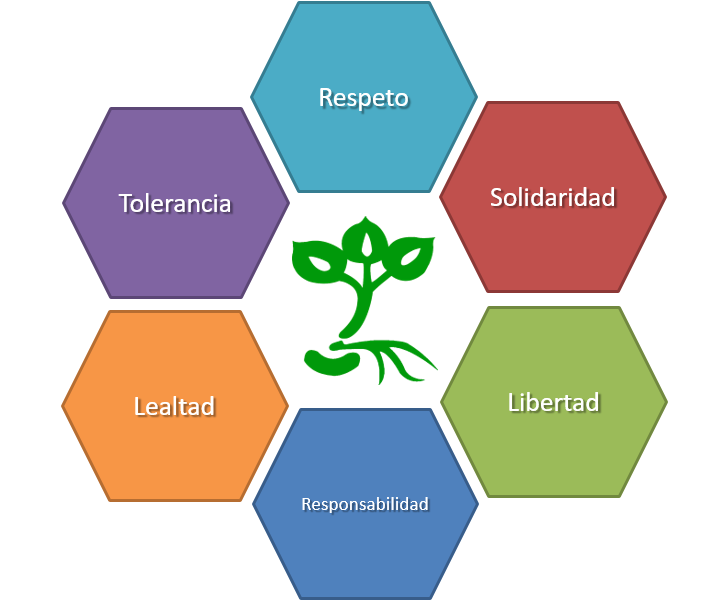 Respeto
Solidaridad
Libertad
Responsabilidad
Lealtad
Tolerancia